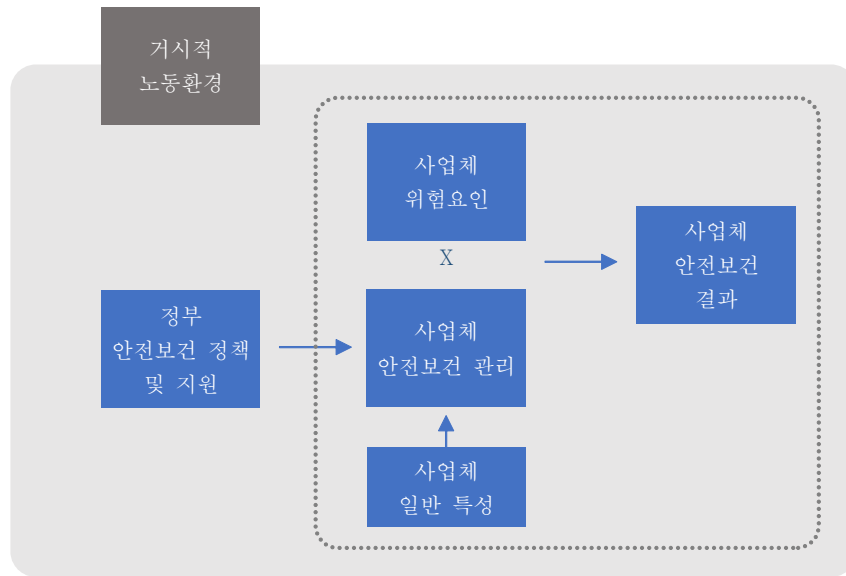 거시적
노동환경
사업체
위험요인
X
사업체
안전보건
결과
정부
안전보건 정책
및 지원
사업체
안전보건 관리
사업체
일반 특성